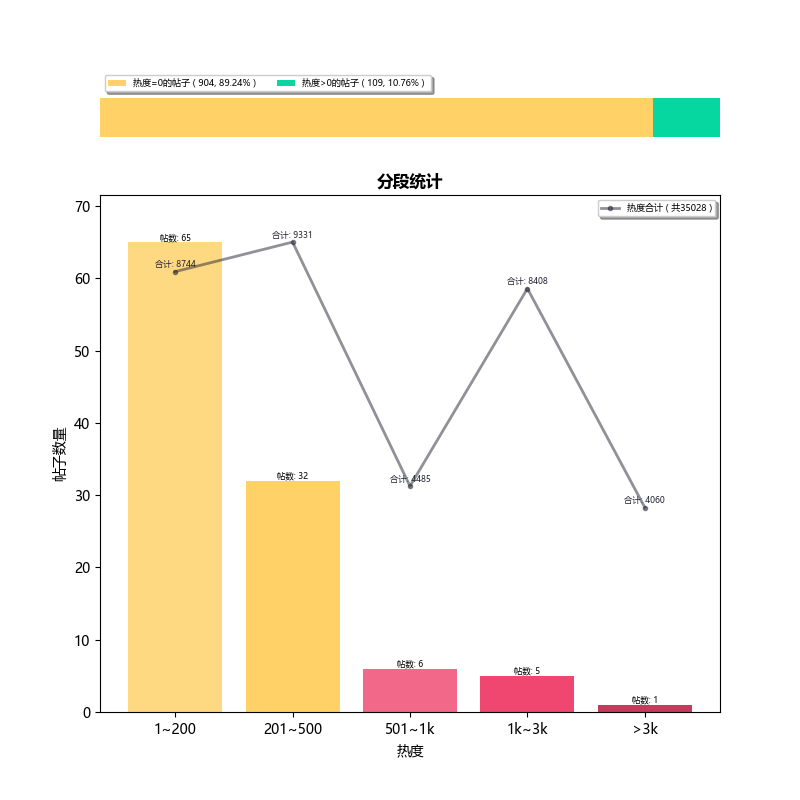 热度=0的帖子 ( 904, 89.24% ) 热度>0的帖子 ( 109, 10.76% )
分段统计
热度合计 ( 共35028 )
70
60
50
40
30
20
10
0
帖子数量
帖数: 65
合计: 8744
合计: 9331
帖数: 32
合计: 4485
帖数: 6
合计: 8408
帖数: 5
合计: 4060
帖数: 1
1~200 201~500 501~1k 1k~3k >3k
热度